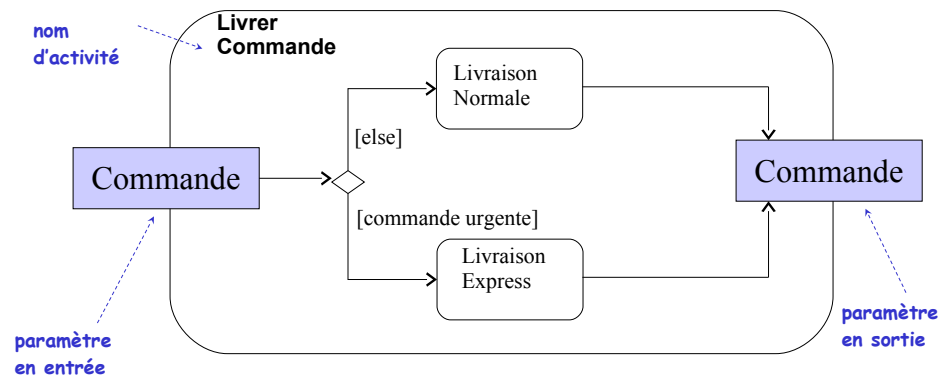 nom
d'activité
Livrer
Commande
Livraison
Normale
[else]
Commande
Commande
[commande urgente]
Livraison
Express
paramètre
en entrée
paramètre
en sortie